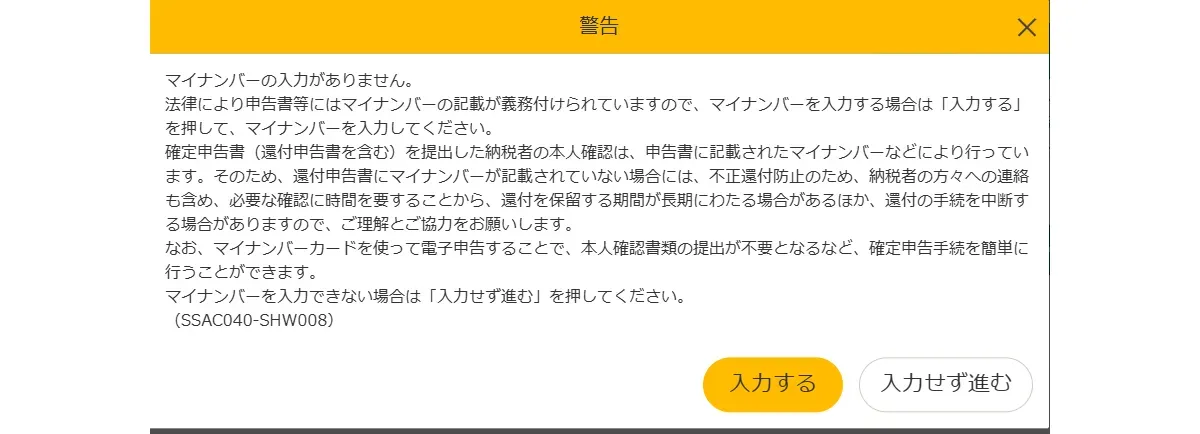 警告
マイナンバーの入力がありません。
法律により申告書等にはマイナンバーの記載が義務付けられていますので、マイナンバーを入力する場合は「入力する」
を押して、マイナンバーを入力してください。
確定申告書（還付申告書を含む）を提出した納税者の本人確認は、申告書に記載されたマイナンバーなどにより行ってい
ます。そのため、還付申告書にマイナンバーが記載されていない場合には、不正還付防止のため、納税者の方々への連絡
も含め、必要な確認に時間を要することから、還付を保留する期間が長期にわたる場合があるほか、還付の手続を中断す
る場合がありますので、ご理解とご協力をお願いします。
なお、マイナンバーカードを使って電子申告することで、本人確認書類の提出が不要となるなど、確定申告手続を簡単に
行うことができます。
マイナンバーを入力できない場合は「入力せず進む」を押してください。
（SSAC040-SHW008）
入力する 入力せず進む